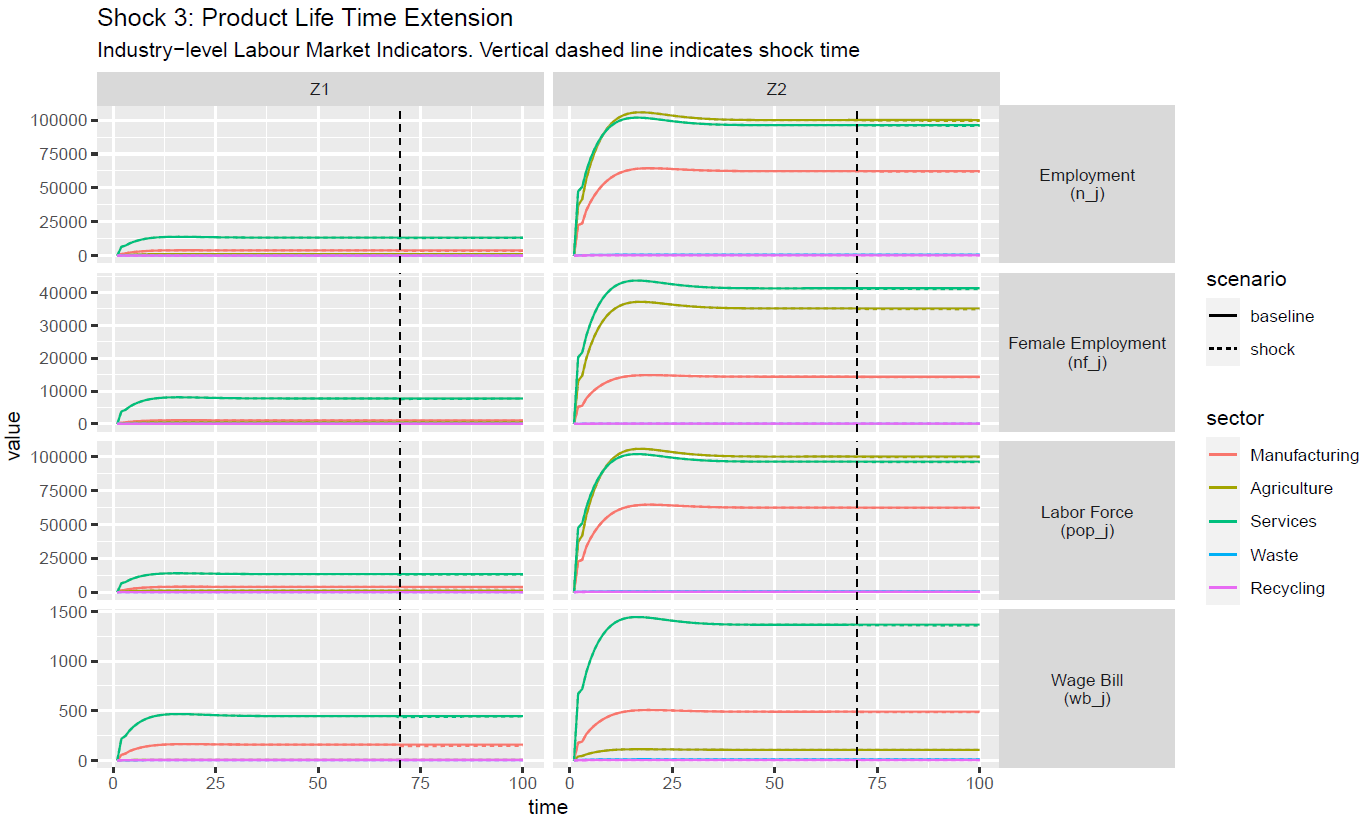 Shock 3: Product Life Time Extension
Industry−level Labour Market Indicators. Vertical dashed line indicates shock time
Z1
Z2
100000
75000
50000
25000
0
Employment
(n_j)
40000
30000
20000
10000
0
Female Employment
(nf_j)
100000
75000
50000
25000
0
Labor Force
(pop_j)
1500
1000
500
0
Wage Bill
(wb_j)
0 25 50 75 100
0 25 50 75 100
time
value
scenario
baseline
shock
sector
Manufacturing
Agriculture
Services
Waste
Recycling